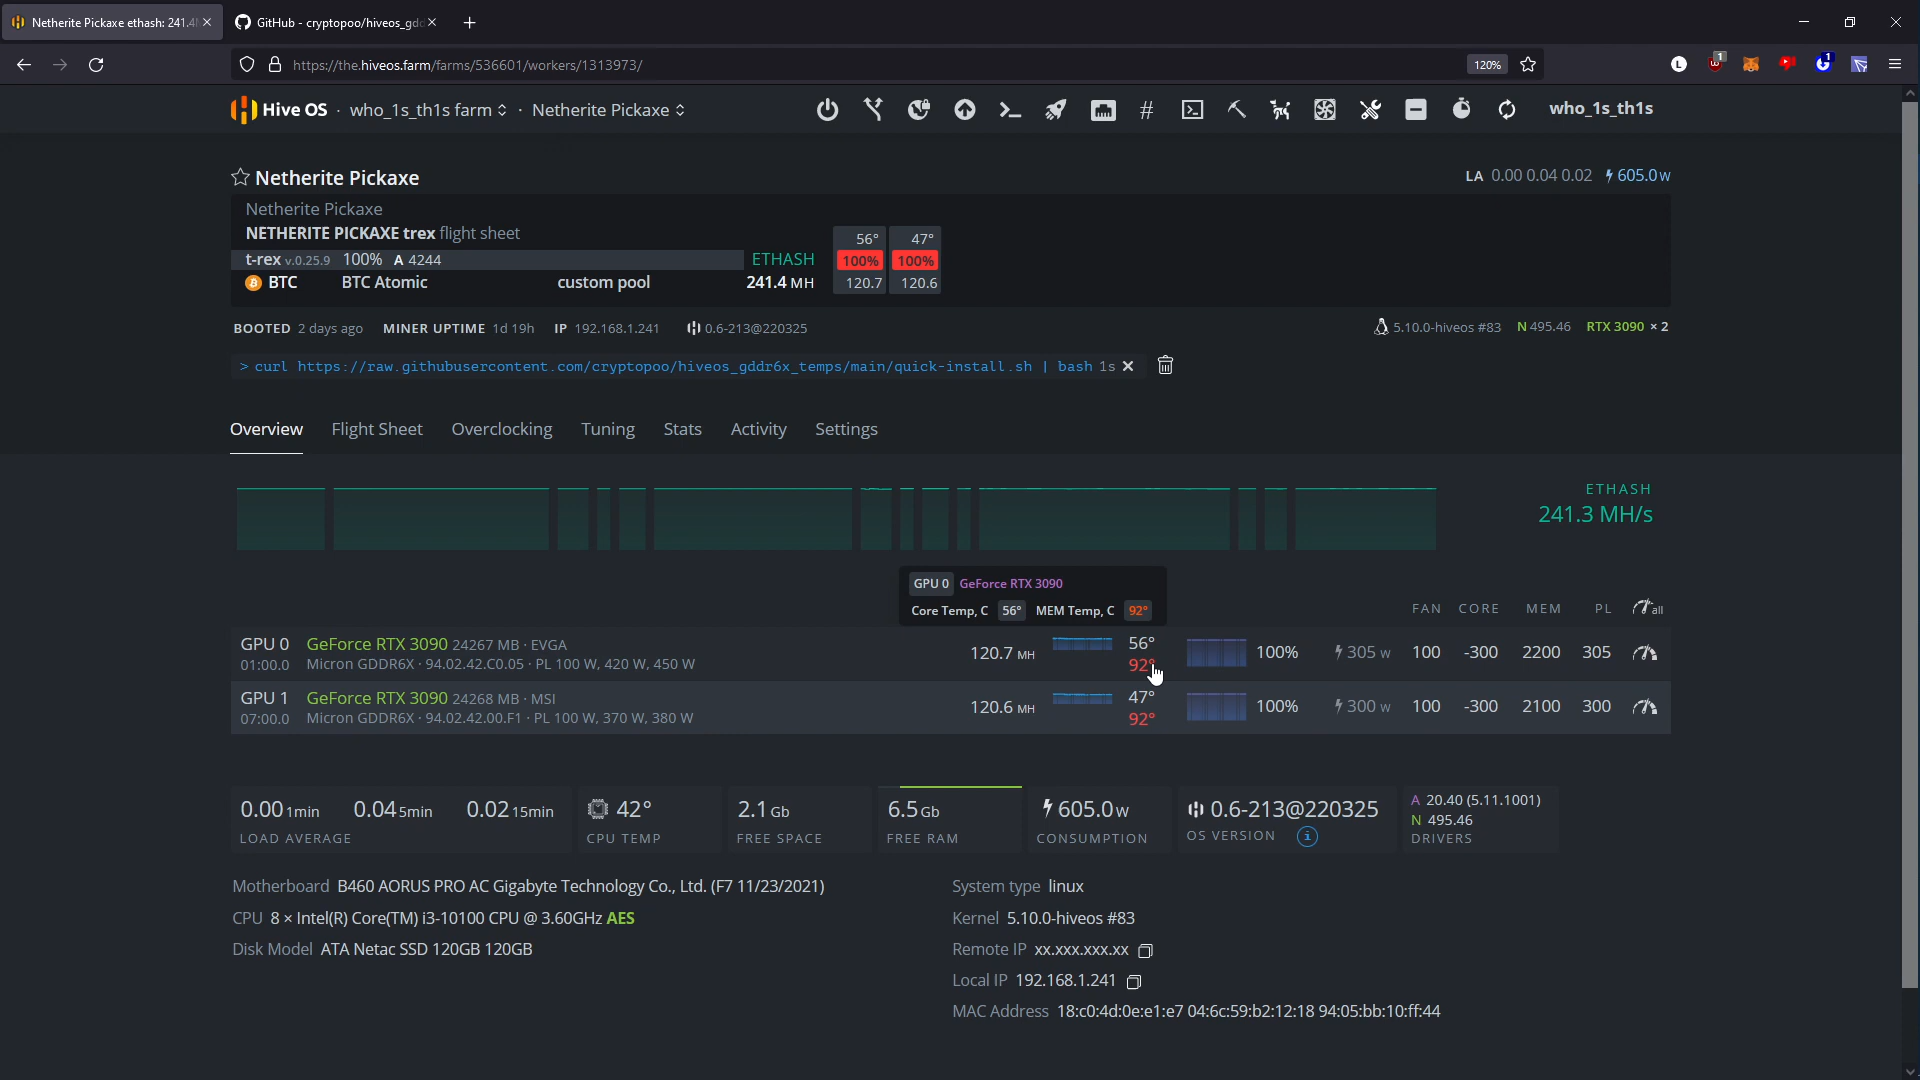 Netherite Pickaxe ethash: 241.4
GitHub - cryptopoo/hiveos_gdd
https://the.hiveos.farm/farms/536601/workers/1313973/
120%
1
1
Hive OS · who_1s_th1s farm · Netherite Pickaxe
who_1s_th1s
Netherite Pickaxe
LA 0.00 0.04 0.02 605.0w
Netherite Pickaxe
NETHERITE PICKAXE trex flight sheet
56° 47°
t-rex v.0.25.9 100% A 4244 ETHASH
100% 100%
BTC BTC Atomic custom pool 241.4 MH
120.7 120.6
BOOTED 2 days ago MINER UPTIME 1d 19h IP 192.168.1.241 0.6-213@220325
5.10.0-hiveos #83 N 495.46 RTX 3090 × 2
> curl https://raw.githubusercontent.com/cryptopoo/hiveos_gddr6x_temps/main/quick-install.sh | bash 1s
Overview Flight Sheet Overclocking Tuning Stats Activity Settings
ETHASH
241.3 MH/s
GPU 0 GeForce RTX 3090
Core Temp, C 56° MEM Temp, C 92°
FAN CORE MEM PL all
GPU 0 GeForce RTX 3090 24267 MB · EVGA
01:00.0 Micron GDDR6X · 94.02.42.C0.05 · PL 100 W, 420 W, 450 W
120.7 MH 56° 100% 305 w 100 -300 2200 305
92°
GPU 1 GeForce RTX 3090 24268 MB · MSI
07:00.0 Micron GDDR6X · 94.02.42.00.F1 · PL 100 W, 370 W, 380 W
120.6 MH 47° 100% 300 w 100 -300 2100 300
92°
0.00 1min 0.04 5min 0.02 15min
LOAD AVERAGE
42°
CPU TEMP
2.1 Gb
FREE SPACE
6.5 Gb
FREE RAM
605.0 w
CONSUMPTION
0.6-213@220325
OS VERSION i
A 20.40 (5.11.1001)
N 495.46
DRIVERS
Motherboard B460 AORUS PRO AC Gigabyte Technology Co., Ltd. (F7 11/23/2021)
CPU 8 × Intel(R) Core(TM) i3-10100 CPU @ 3.60GHz AES
Disk Model ATA Netac SSD 120GB 120GB
System type linux
Kernel 5.10.0-hiveos #83
Remote IP xx.xxx.xxx.xx
Local IP 192.168.1.241
MAC Address 18:c0:4d:0e:e1:e7 04:6c:59:b2:12:18 94:05:bb:10:ff:44